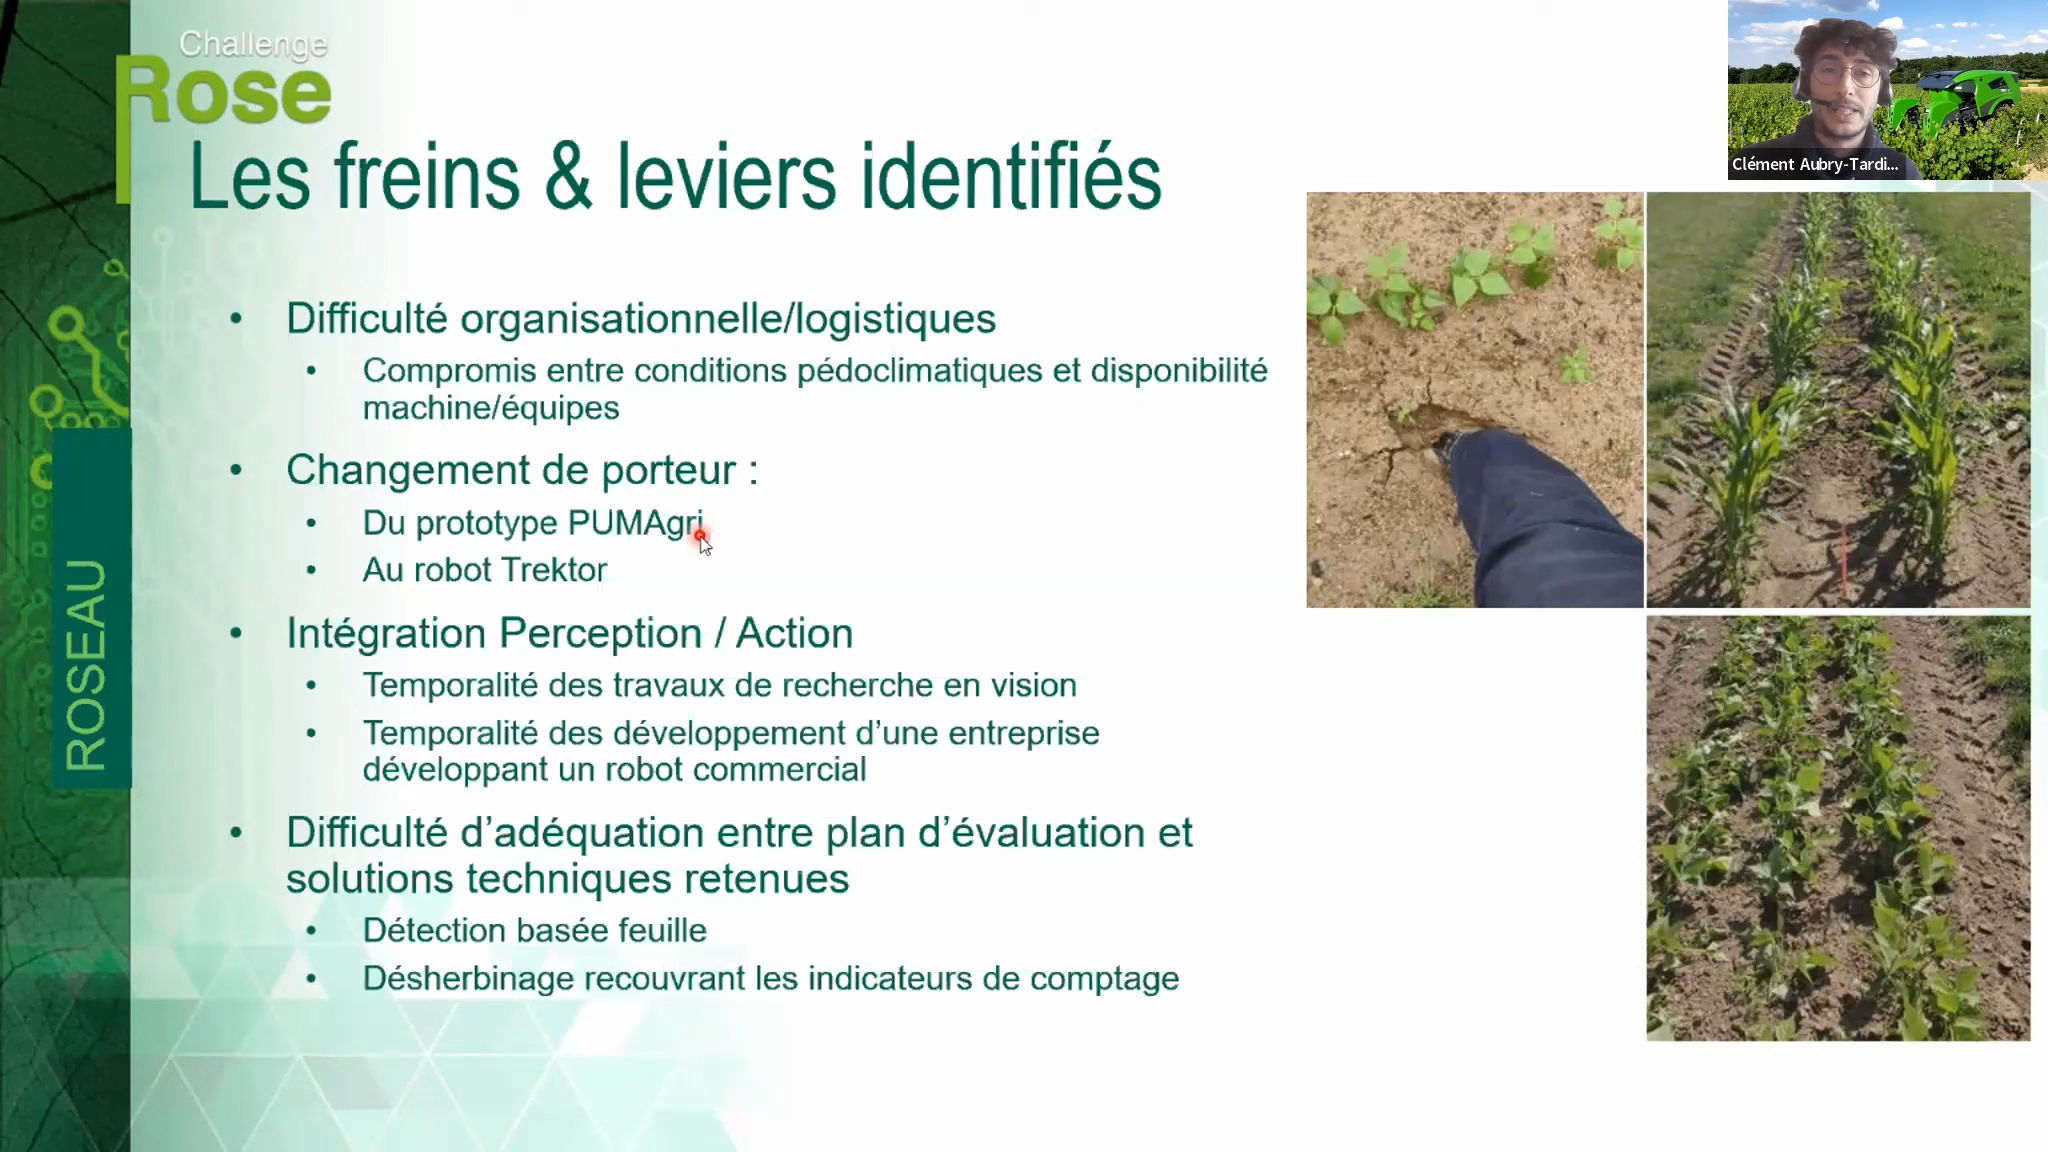 Challenge
Rose
Les freins & leviers identifiés
Clément Aubry-Tardi...
• Difficulté organisationnelle/logistiques
• Compromis entre conditions pédoclimatiques et disponibilité
machine/équipes
• Changement de porteur :
• Du prototype PUMAgri
• Au robot Trektor
• Intégration Perception / Action
• Temporalité des travaux de recherche en vision
• Temporalité des développement d'une entreprise
développant un robot commercial
• Difficulté d'adéquation entre plan d'évaluation et
solutions techniques retenues
• Détection basée feuille
• Désherbinage recouvrant les indicateurs de comptage
ROSEAU